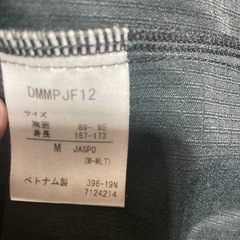 DMMPJF12
サイズ
胸囲 89- 95
身長 167-173
M JASPO
(M-MLT)
ベトナム製 396-19N
7124214